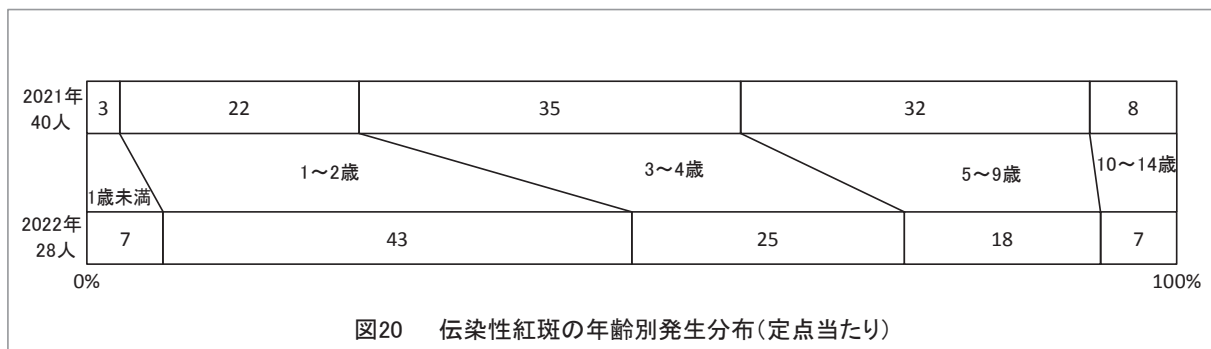 2021年
40人
3
22
35
32
8
1歳未満
1～2歳
3～4歳
5～9歳
10～14歳
2022年
28人
7
43
25
18
7
0%
100%
図20 伝染性紅斑の年齢別発生分布(定点当たり)